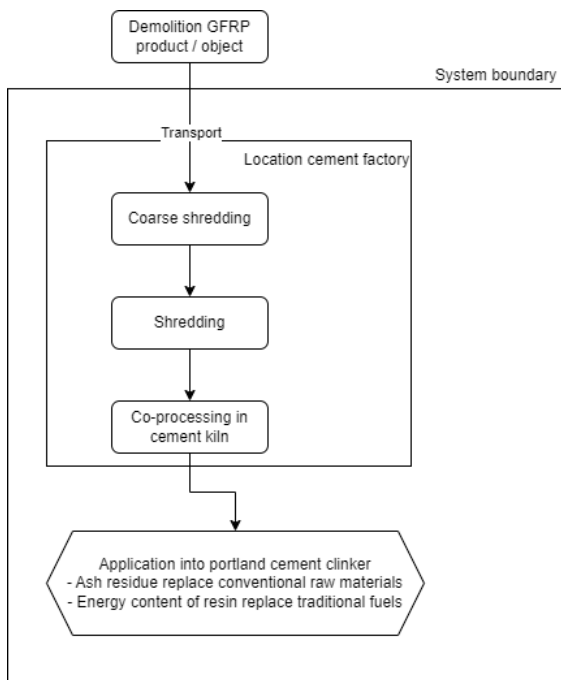 Demolition GFRP
product / object
System boundary
Transport
Location cement factory
Coarse shredding
Shredding
Co-processing in
cement kiln
Application into portland cement clinker
- Ash residue replace conventional raw materials
- Energy content of resin replace traditional fuels